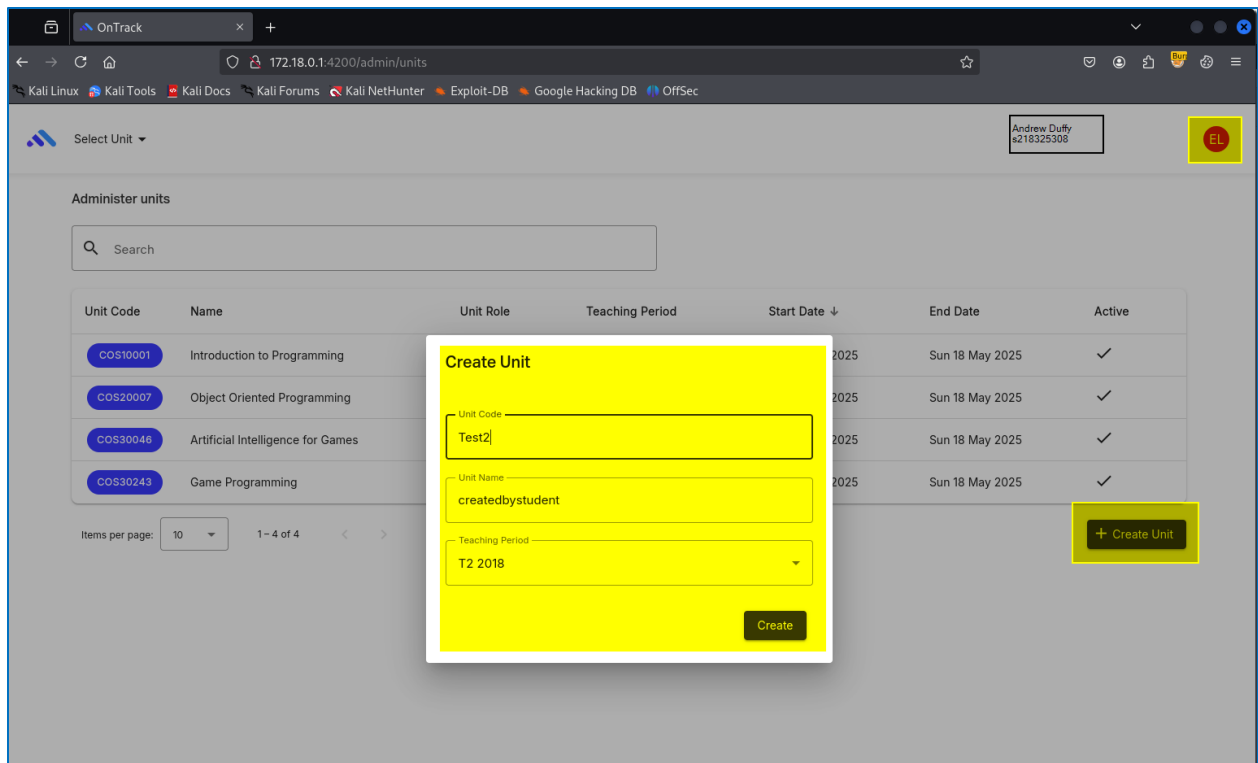 OnTrack
172.18.0.1:4200/admin/units
Burp
Kali Linux Kali Tools Kali Docs Kali Forums Kali NetHunter Exploit-DB Google Hacking DB OffSec
Select Unit
Andrew Duffy
s218325308
EL
Administer units
Search
Unit Code Name Unit Role Teaching Period Start Date End Date Active
COS10001 Introduction to Programming 2025 Sun 18 May 2025
COS20007 Object Oriented Programming 2025 Sun 18 May 2025
COS30046 Artificial Intelligence for Games 2025 Sun 18 May 2025
COS30243 Game Programming 2025 Sun 18 May 2025
Create Unit
Unit Code
Test2
Unit Name
createdbystudent
Teaching Period
T2 2018
Create
Items per page: 10 1 – 4 of 4
+ Create Unit